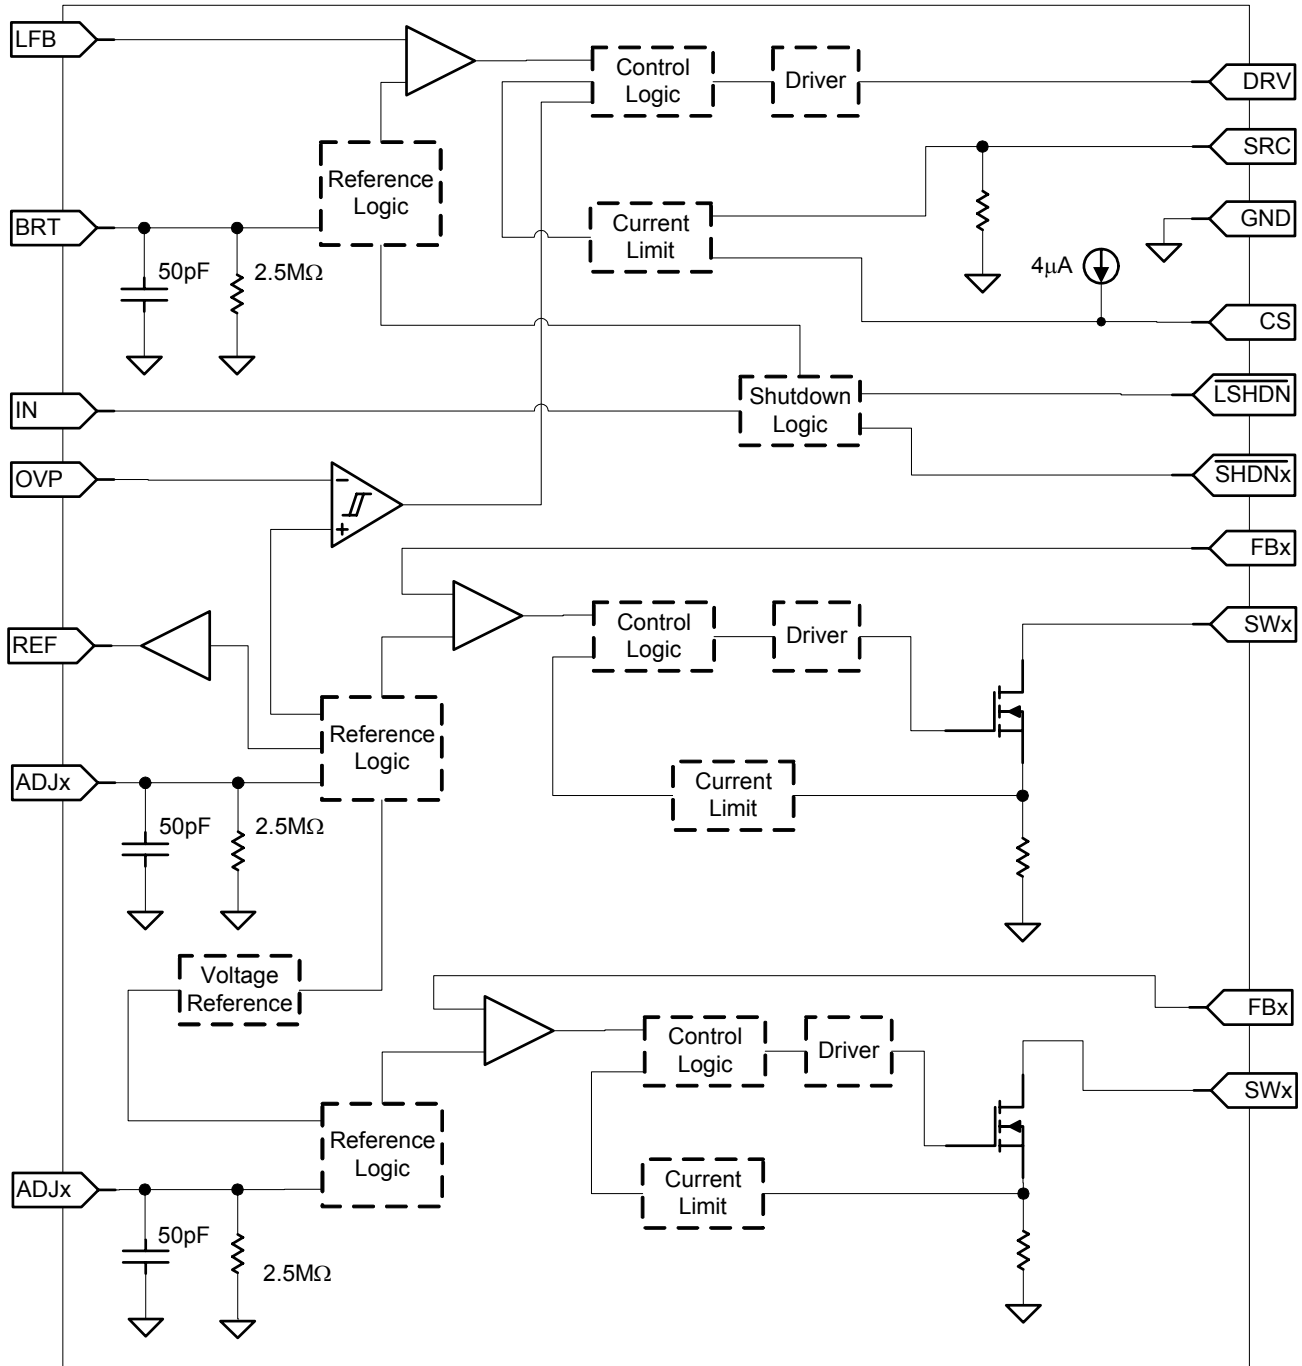 LFB
Control
Logic
Driver
DRV
SRC
Reference
Logic
BRT
Current
Limit
GND
50pF
2.5MΩ
4µA
CS
Shutdown
Logic
LSHDN
IN
OVP
SHDNx
−
+
FBx
Control
Logic
Driver
SWx
REF
Reference
Logic
ADJx
Current
Limit
50pF
2.5MΩ
Voltage
Reference
FBx
Control
Logic
Driver
SWx
Reference
Logic
ADJx
Current
Limit
50pF
2.5MΩ